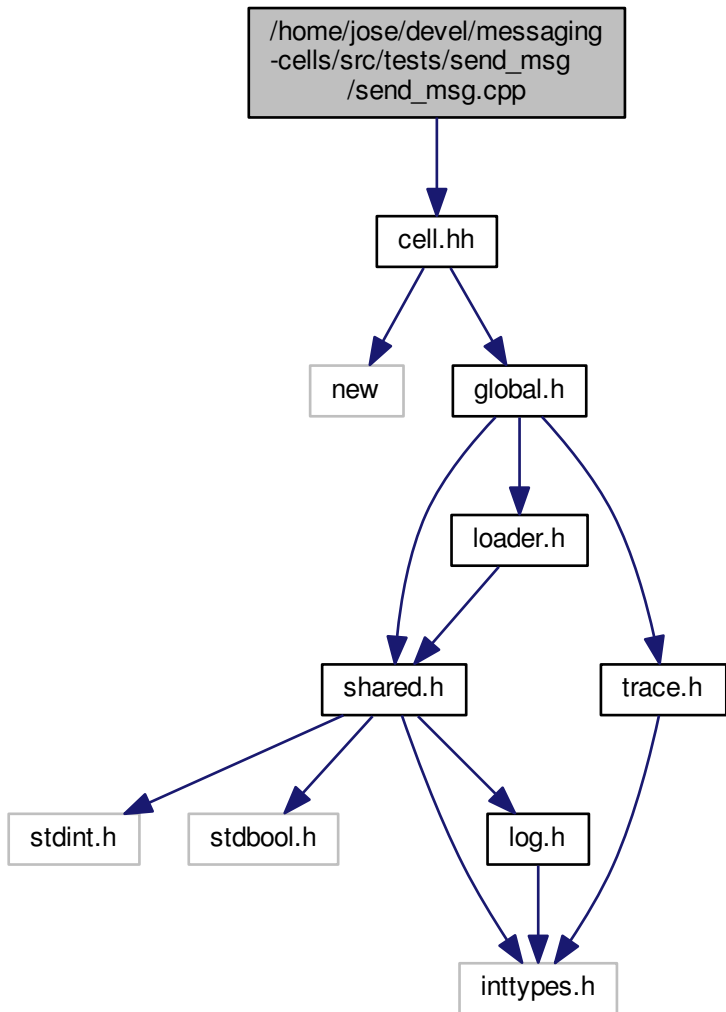 /home/jose/devel/messaging
-cells/src/tests/send_msg
/send_msg.cpp
cell.hh
new
global.h
loader.h
shared.h
trace.h
stdint.h
stdbool.h
log.h
inttypes.h